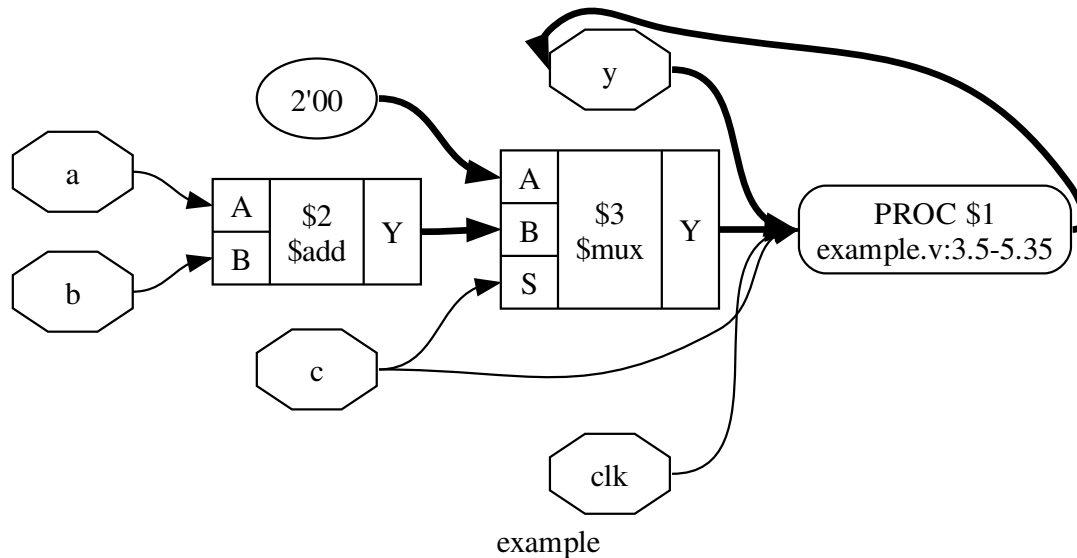 y
2'00
a
A
B
$2
$add
Y
A
B
S
$3
$mux
Y
PROC $1
example.v:3.5-5.35
b
c
clk
example